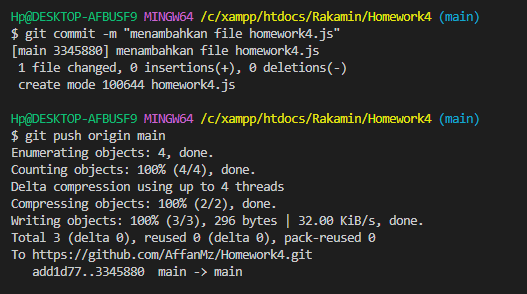 Hp@DESKTOP-AFBUSF9 MINGW64 /c/xampp/htdocs/Rakamin/Homework4 (main)
$ git commit -m "menambahkan file homework4.js"
[main 3345880] menambahkan file homework4.js
 1 file changed, 0 insertions(+), 0 deletions(-)
 create mode 100644 homework4.js

Hp@DESKTOP-AFBUSF9 MINGW64 /c/xampp/htdocs/Rakamin/Homework4 (main)
$ git push origin main
Enumerating objects: 4, done.
Counting objects: 100% (4/4), done.
Delta compression using up to 4 threads
Compressing objects: 100% (2/2), done.
Writing objects: 100% (3/3), 296 bytes | 32.00 KiB/s, done.
Total 3 (delta 0), reused 0 (delta 0), pack-reused 0
To https://github.com/AffanMz/Homework4.git
   add1d77..3345880  main -> main